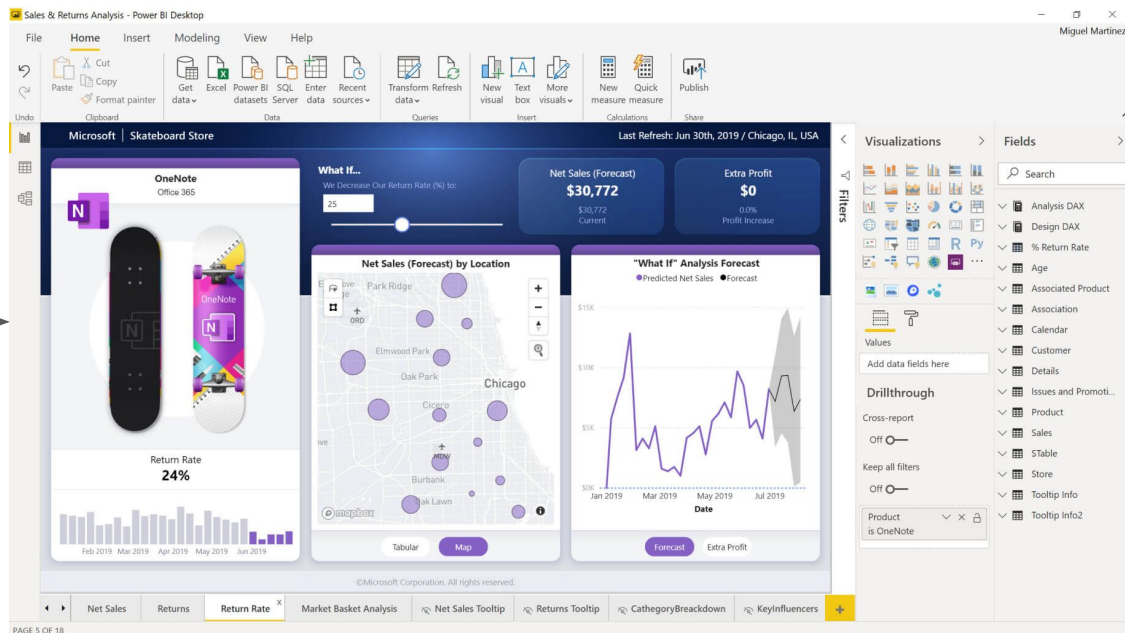 Sales & Returns Analysis - Power BI Desktop
Miguel Martinez
File Home Insert Modeling View Help
Paste
Cut
Copy
Format painter
Get data
Excel
Power BI datasets
SQL Server
Enter data
Recent sources
Transform data
Refresh
New visual
Text box
More visuals
New measure
Quick measure
Publish
Undo
Clipboard
Data
Queries
Insert
Calculations
Share
Microsoft | Skateboard Store
Last Refresh: Jun 30th, 2019 / Chicago, IL, USA
OneNote
Office 365
N
OneNote
N
N
Return Rate
24%
Feb 2019 Mar 2019 Apr 2019 May 2019 Jun 2019
What If...
We Decrease Our Return Rate (%) to:
25
Net Sales (Forecast)
$30,772
$30,772
Current
Extra Profit
$0
0.0%
Profit Increase
Net Sales (Forecast) by Location
Park Ridge
ORD
Elmwood Park
Oak Park
Chicago
Cicero
MDW
Burbank
Oak Lawn
mapbox
Tabular
Map
"What If" Analysis Forecast
Predicted Net Sales Forecast
$15K
$10K
$5K
$0K
Jan 2019 Mar 2019 May 2019 Jul 2019
Date
Forecast
Extra Profit
©Microsoft Corporation. All rights reserved.
Filters
Visualizations
R Py
Values
Add data fields here
Drillthrough
Cross-report
Off
Keep all filters
Off
Product
is OneNote
Fields
Search
Analysis DAX
Design DAX
% Return Rate
Age
Associated Product
Association
Calendar
Customer
Details
Issues and Promoti...
Product
Sales
STable
Store
Tooltip Info
Tooltip Info2
Net Sales
Returns
Return Rate
Market Basket Analysis
Net Sales Tooltip
Returns Tooltip
CathegoryBreackdown
KeyInfluencers
PAGE 5 OF 18